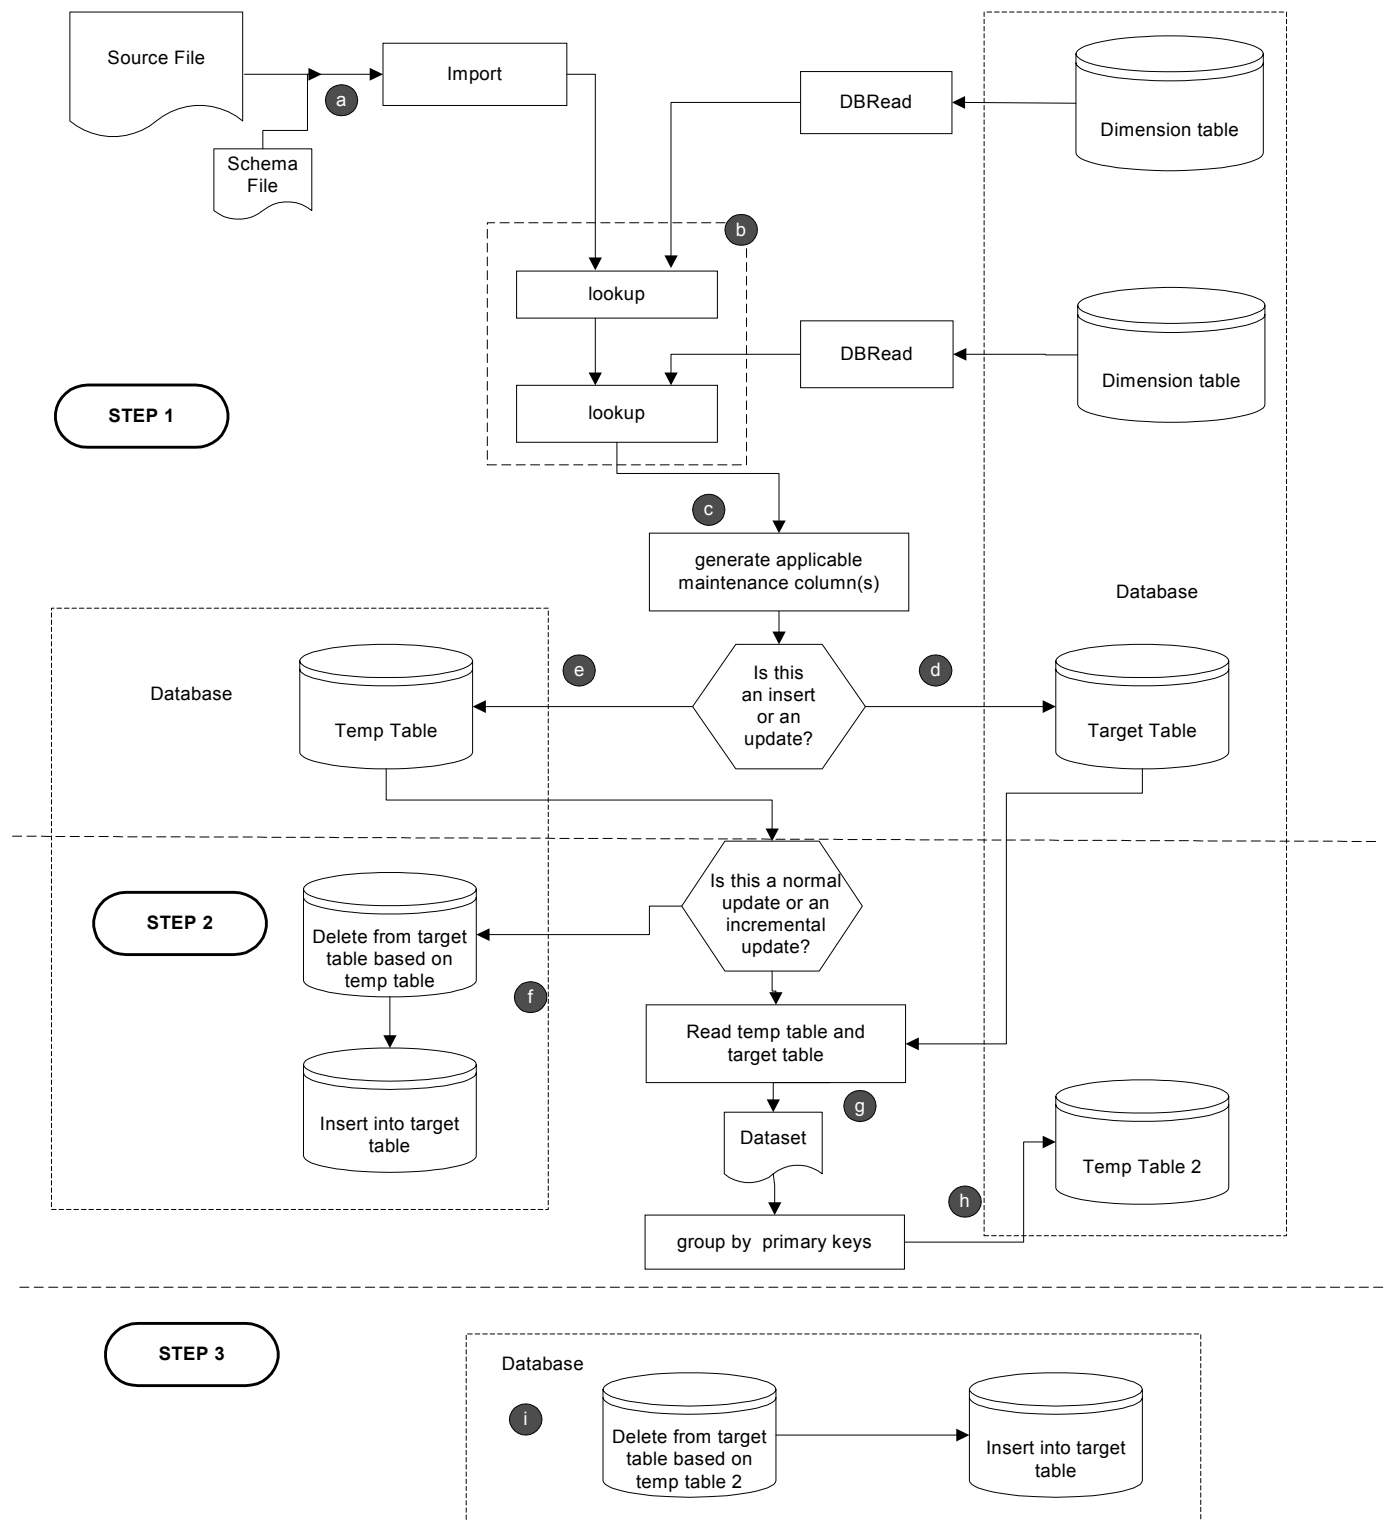 Source File
Import
a
DBRead
Dimension table
Schema
File
b
lookup
DBRead
Dimension table
lookup
STEP 1
c
generate applicable
maintenance column(s)
Database
Database
Temp Table
e
Is this
an insert
or an
update?
d
Target Table
STEP 2
Delete from target
table based on
temp table
Is this a normal
update or an
incremental
update?
f
Insert into target
table
Read temp table and
target table
g
Dataset
Temp Table 2
h
group by primary keys
STEP 3
Database
i
Delete from target
table based on
temp table 2
Insert into target
table